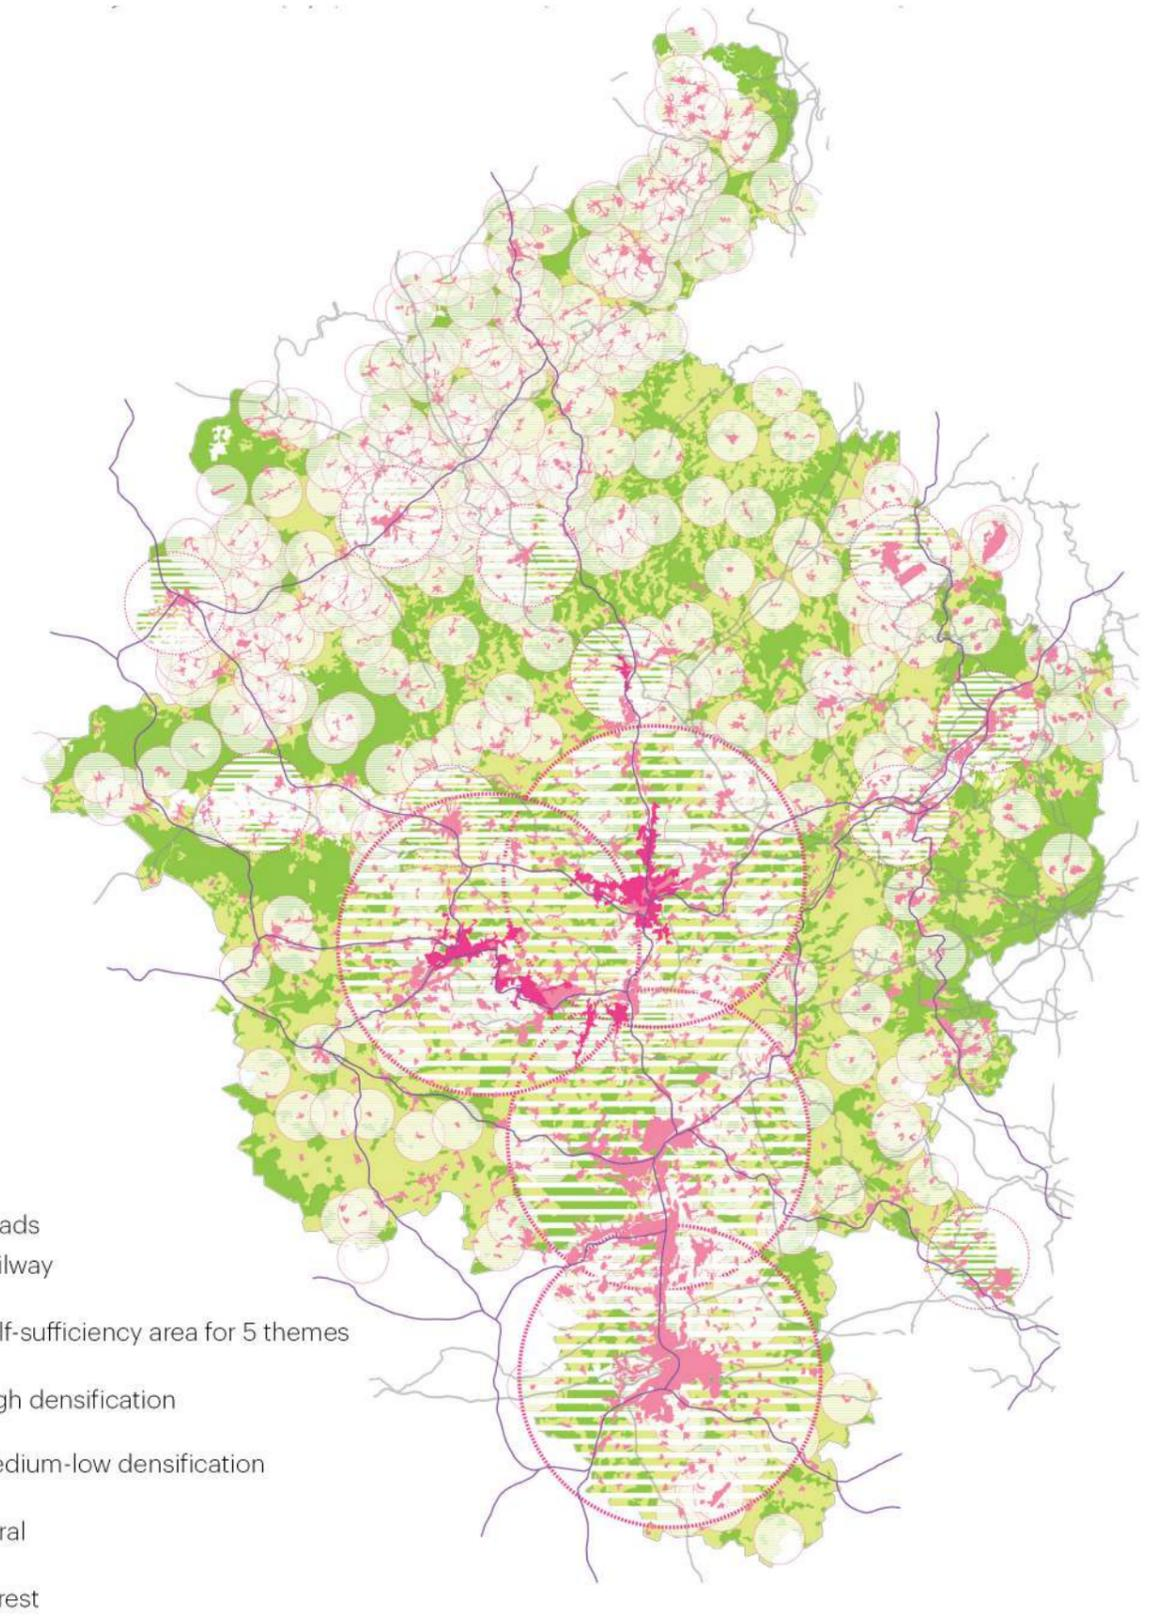 ads
ilway
lf-sufficiency area for 5 themes
gh densification
edium-low densification
ral
rest